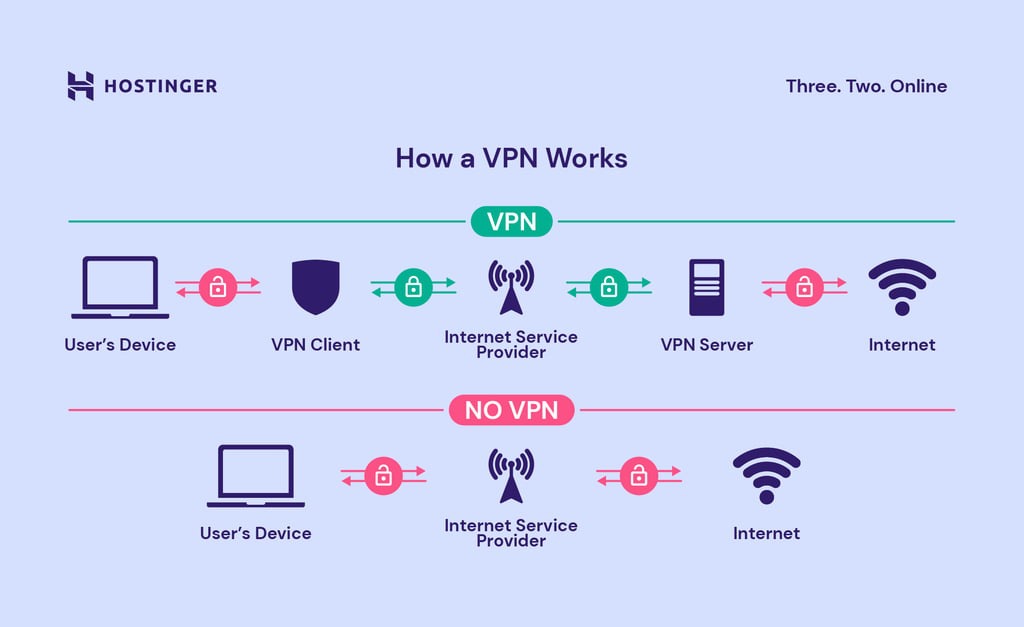 HOSTINGER
Three. Two. Online
How a VPN Works
VPN
User’s Device
VPN Client
Internet Service
Provider
VPN Server
Internet
NO VPN
User’s Device
Internet Service
Provider
Internet